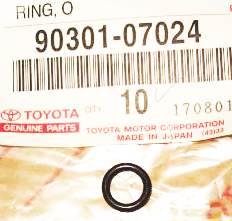 RING, O
90301-07024
TOYOTA
GENUINE PARTS
QTY.
10
170801
TOYOTA MOTOR CORPORATION
MADE IN JAPAN